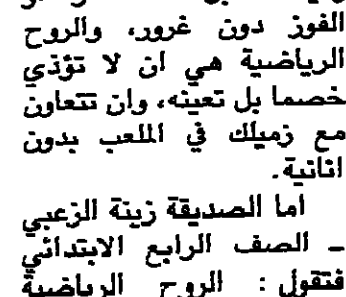 الفوز دون غرور، والروح
الرياضية هي ان لا تؤذي
خصما بل تعينه، وان تتعاون
مع زميلك في الملعب بدون
انانية.
اما الصديقة زينة الزعبي
ـ الصف الرابع الابتدائي
فتقول : الروح الرياضية